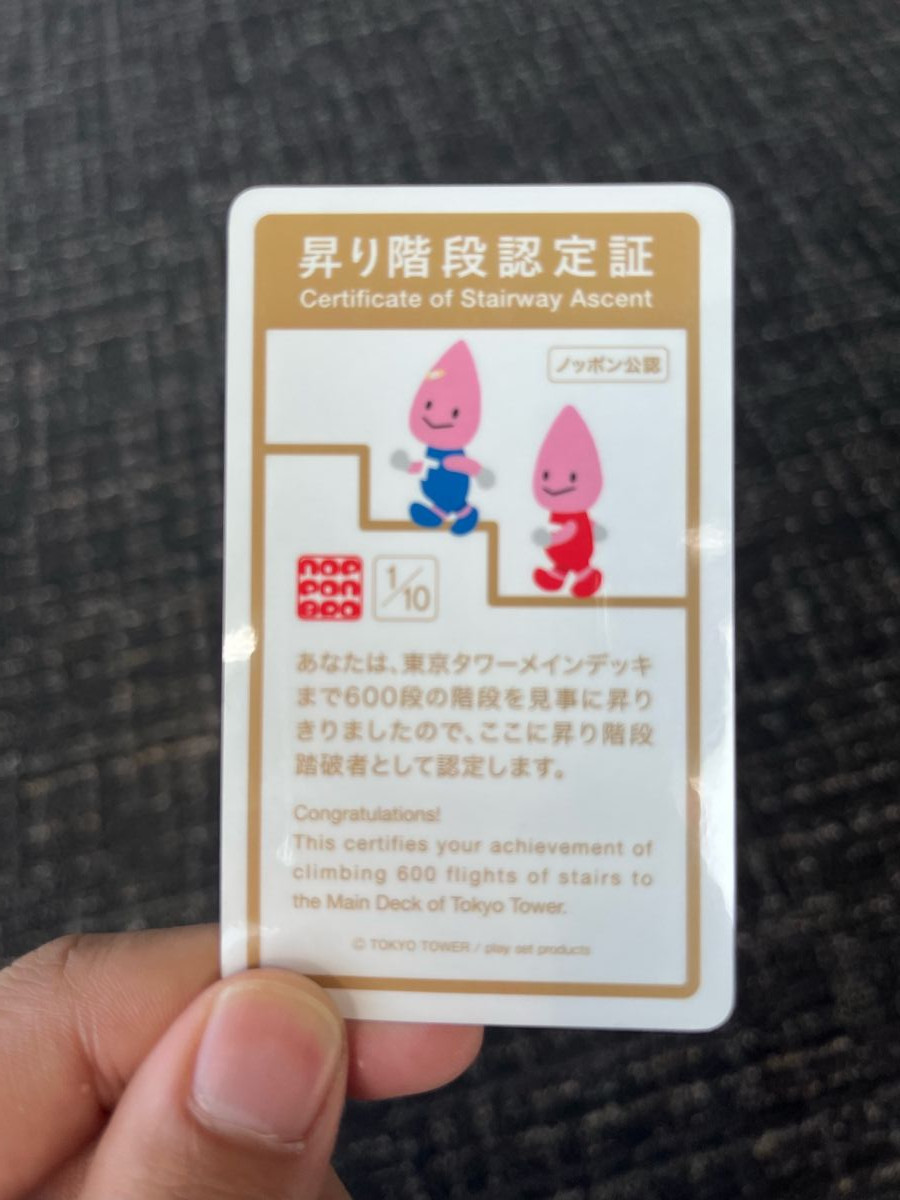 昇り階段認定証
Certificate of Stairway Ascent
ノッポン公認
nop
pon
bro
1/10
あなたは、東京タワーメインデッキ
まで600段の階段を見事に昇り
きりましたので、ここに昇り階段
踏破者として認定します。
Congratulations!
This certifies your achievement of
climbing 600 flights of stairs to
the Main Deck of Tokyo Tower.
© TOKYO TOWER / play set products